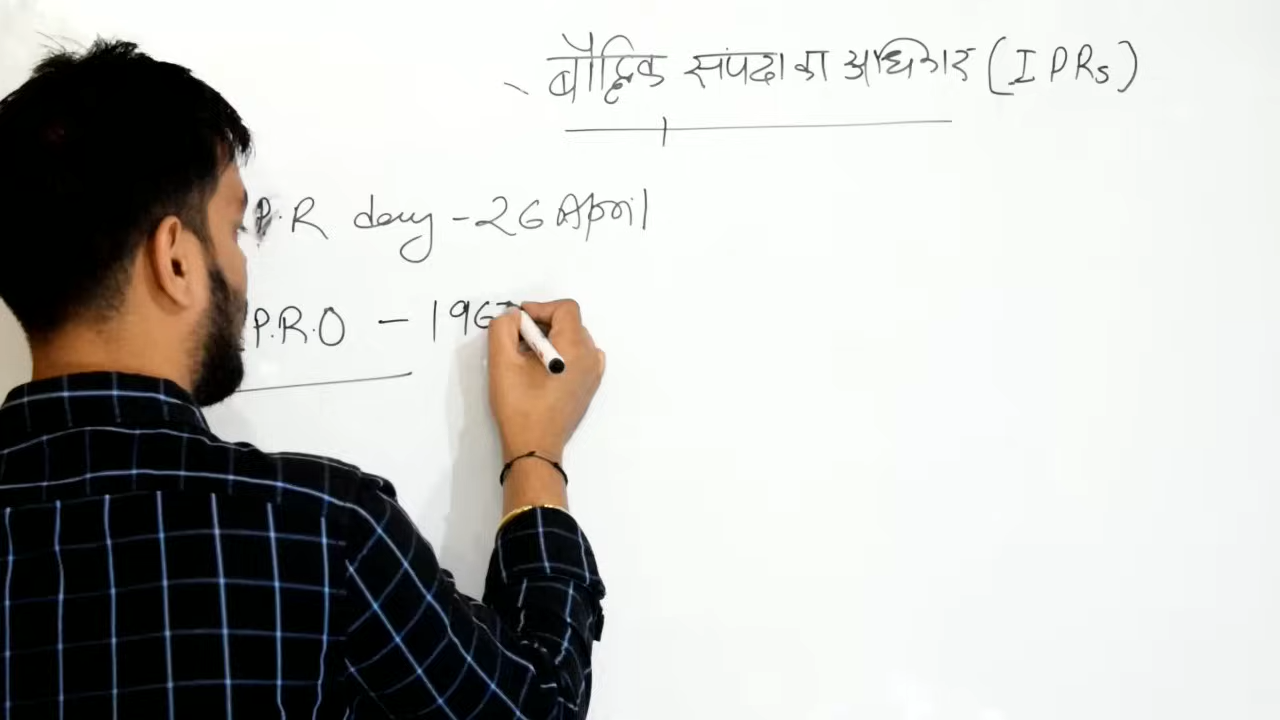 बौद्धिक संपदा का अधिकार (IPRs)
P.R day - 26 April
P.R.O - 196